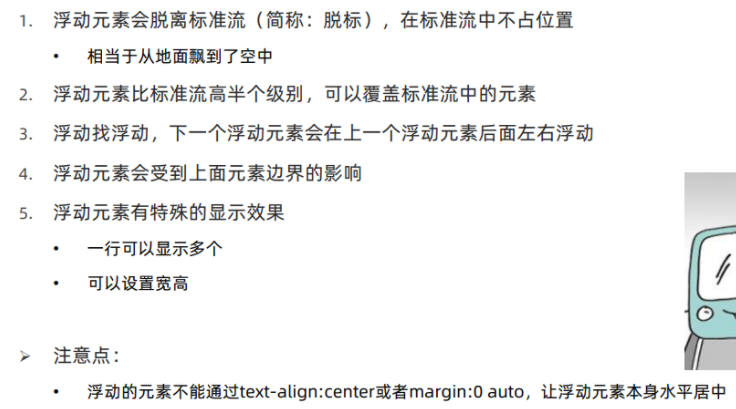 1. 浮动元素会脱离标准流（简称：脱标），在标准流中不占位置
• 相当于从地面飘到了空中
2. 浮动元素比标准流高半个级别，可以覆盖标准流中的元素
3. 浮动找浮动，下一个浮动元素会在上一个浮动元素后面左右浮动
4. 浮动元素会受到上面元素边界的影响
5. 浮动元素有特殊的显示效果
• 一行可以显示多个
• 可以设置宽高
➢ 注意点：
• 浮动的元素不能通过text-align:center或者margin:0 auto，让浮动元素本身水平居中